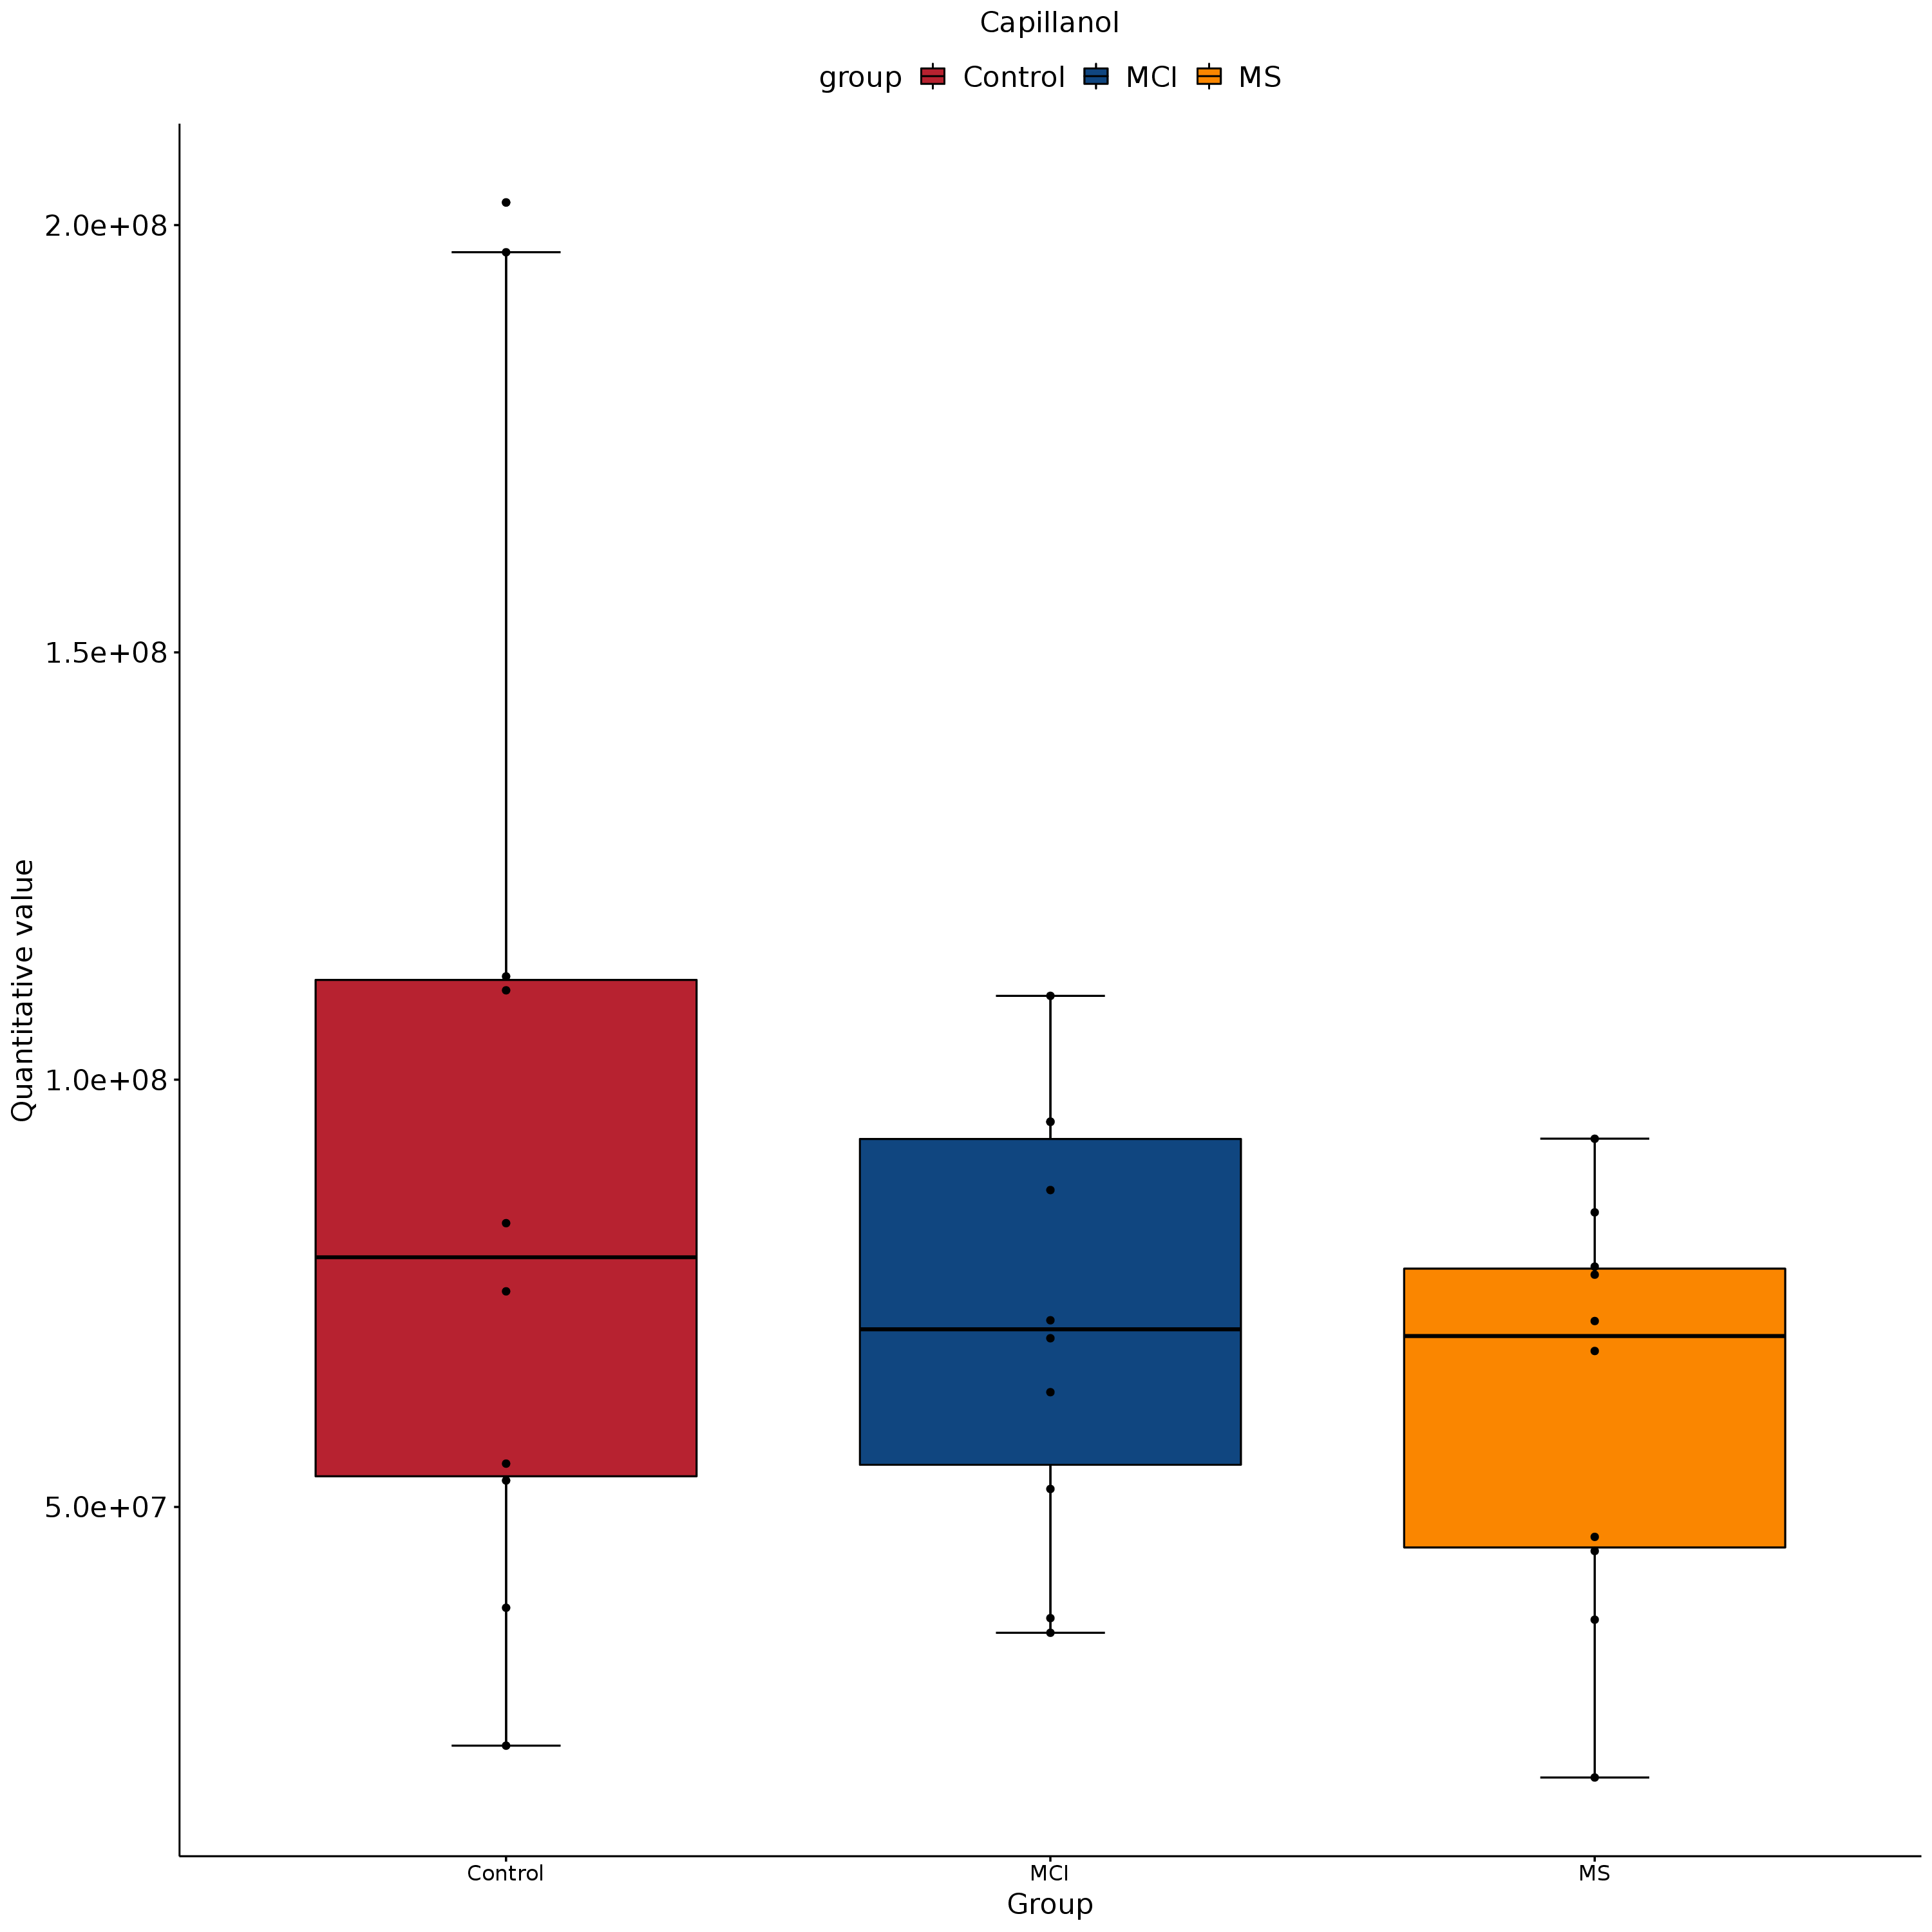 Capillanol
group Control MCI MS
2.0e+08
1.5e+08
1.0e+08
5.0e+07
Quantitative value
Control MCI MS
Group